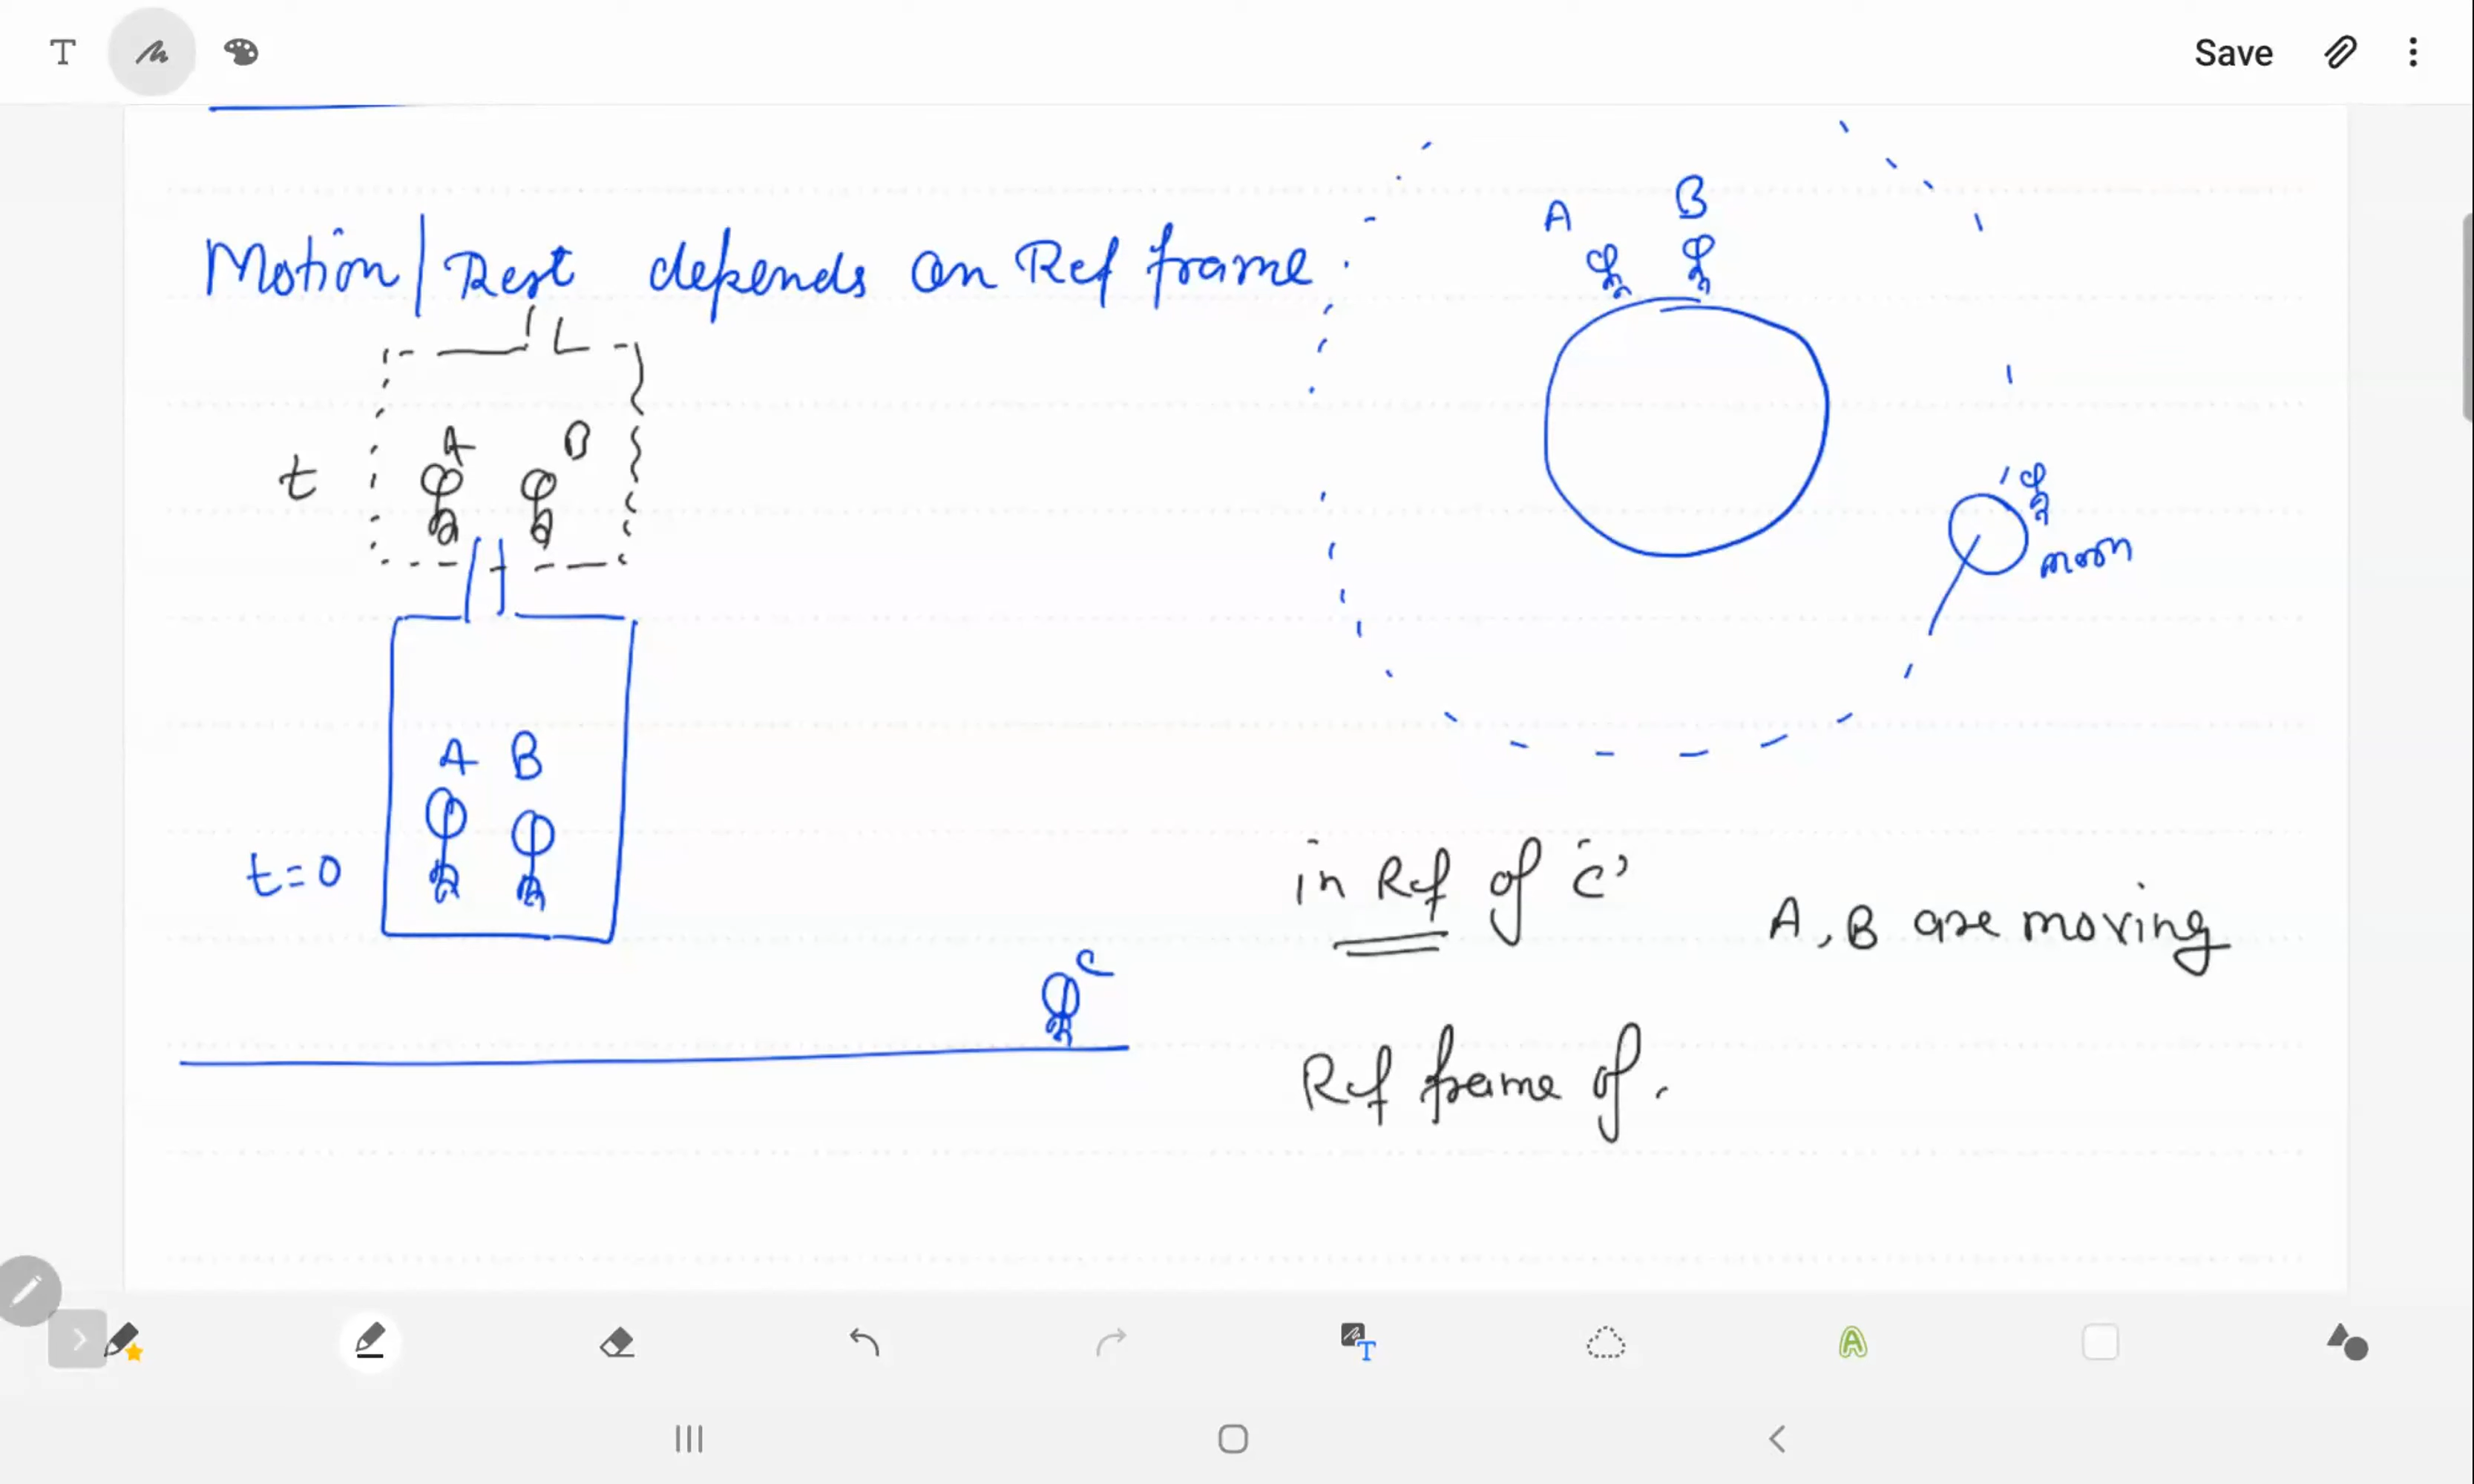 Save
Motion / Rest depends on Ref frame.
A B
A B
t
moon
A B
t=0
in Ref of 'C'
A, B are moving
C
Ref frame of